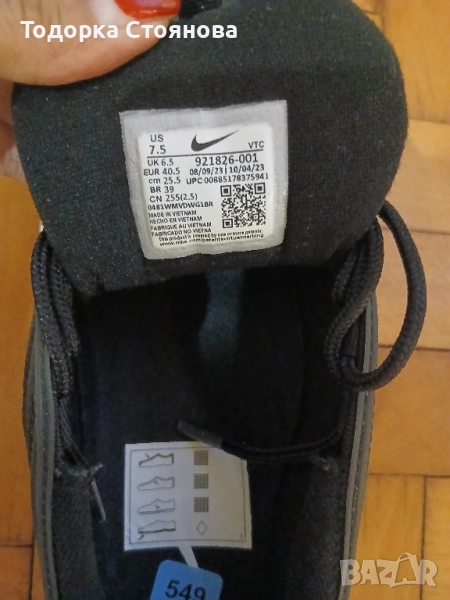 Тодорка Стоянова
US
7.5
VTC
UK 6.5
921826-001
EUR 40.5
08/09/23 | 10/04/23
cm 25.5
UPC 00885178375941
BR 39
CN 255(2.5)
0481WMVDWG1BR
MADE IN VIETNAM
HECHO EN VIETNAM
FABRIQUE AU VIETNAM
FABRICADO NO VIETNA
549
BAZAR